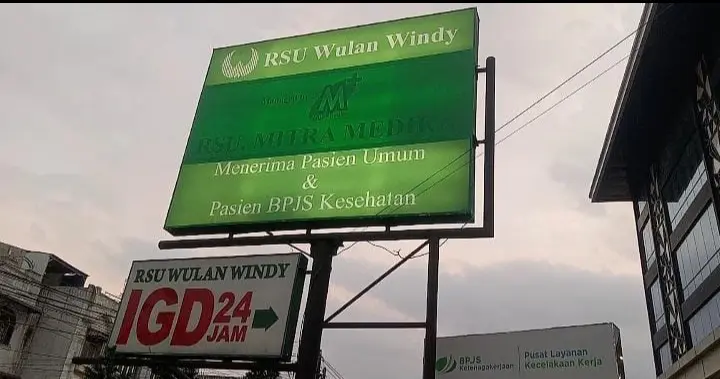 RSU Wulan Windy
M
RSU. MITRA MEDIKA
Menerima Pasien Umum
&
Pasien BPJS Kesehatan
RSU WULAN WINDY
IGD 24
JAM
BPJS
Ketenagakerjaan
Pusat Layanan
Kecelakaan Kerja